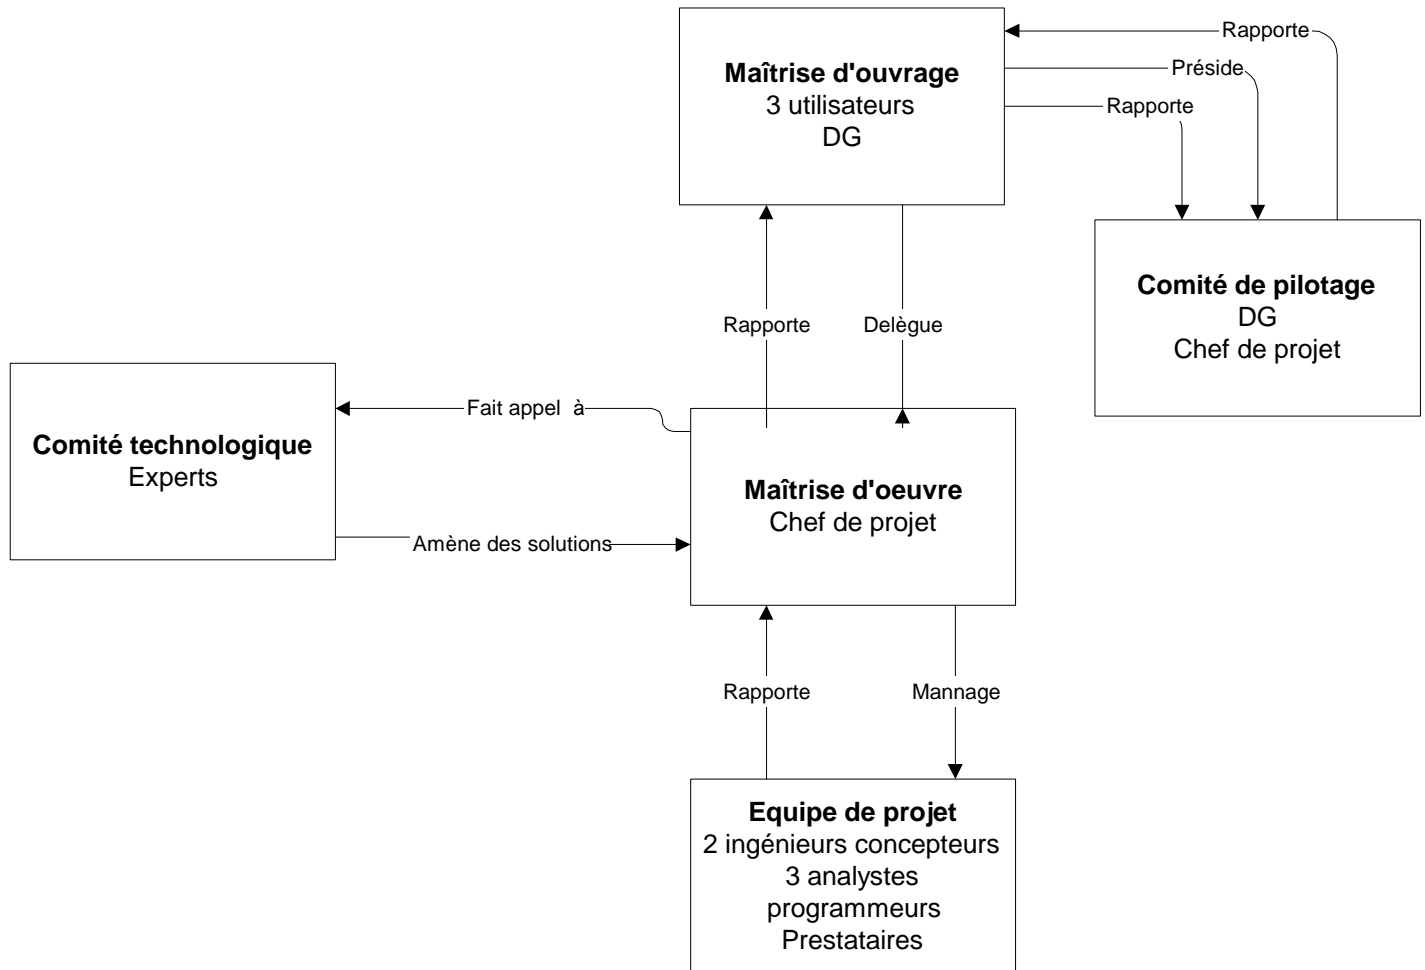 Rapporte
Maîtrise d'ouvrage
3 utilisateurs
DG
Préside
Rapporte
Comité de pilotage
DG
Chef de projet
Rapporte
Delègue
Fait appel à
Comité technologique
Experts
Maîtrise d'oeuvre
Chef de projet
Amène des solutions
Rapporte
Mannage
Equipe de projet
2 ingénieurs concepteurs
3 analystes
programmeurs
Prestataires